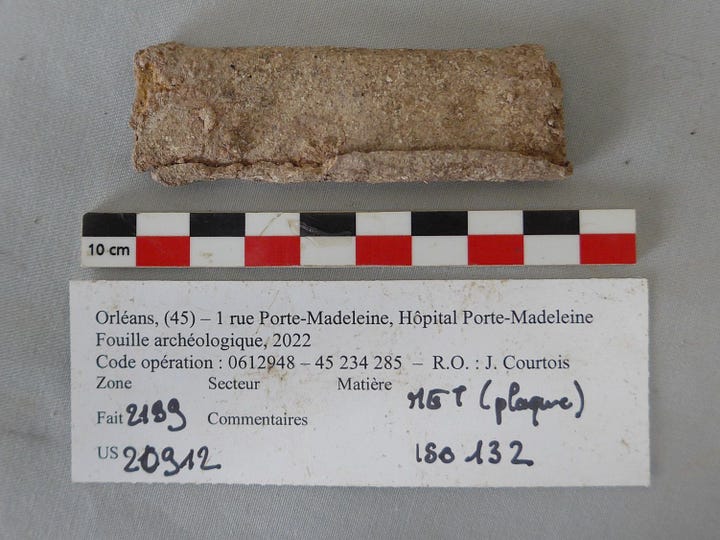 10 cm
Orléans, (45) – 1 rue Porte-Madeleine, Hôpital Porte-Madeleine
Fouille archéologique, 2022
Code opération : 0612948 – 45 234 285 – R.O. : J. Courtois
Zone Secteur Matière MET (plaque)
Fait 2199 Commentaires
US 20912 ISO 132